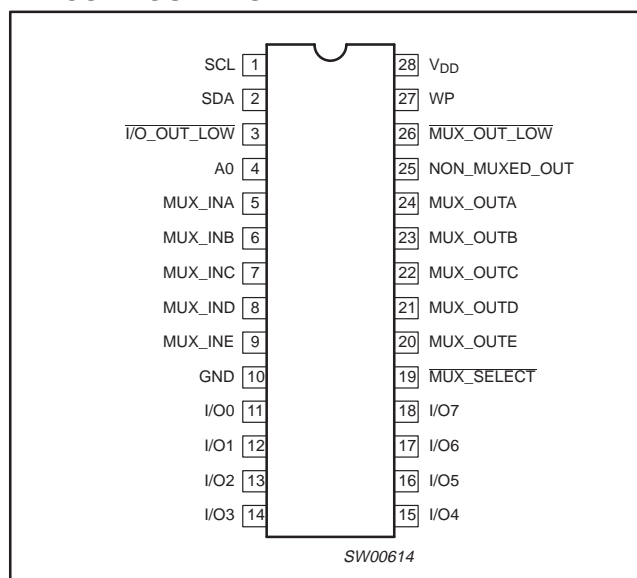 SCL 1 28 VDD
SDA 2 27 WP
I/O_OUT_LOW 3 26 MUX_OUT_LOW
A0 4 25 NON_MUXED_OUT
MUX_INA 5 24 MUX_OUTA
MUX_INB 6 23 MUX_OUTB
MUX_INC 7 22 MUX_OUTC
MUX_IND 8 21 MUX_OUTD
MUX_INE 9 20 MUX_OUTE
GND 10 19 MUX_SELECT
I/O0 11 18 I/O7
I/O1 12 17 I/O6
I/O2 13 16 I/O5
I/O3 14 15 I/O4
SW00614